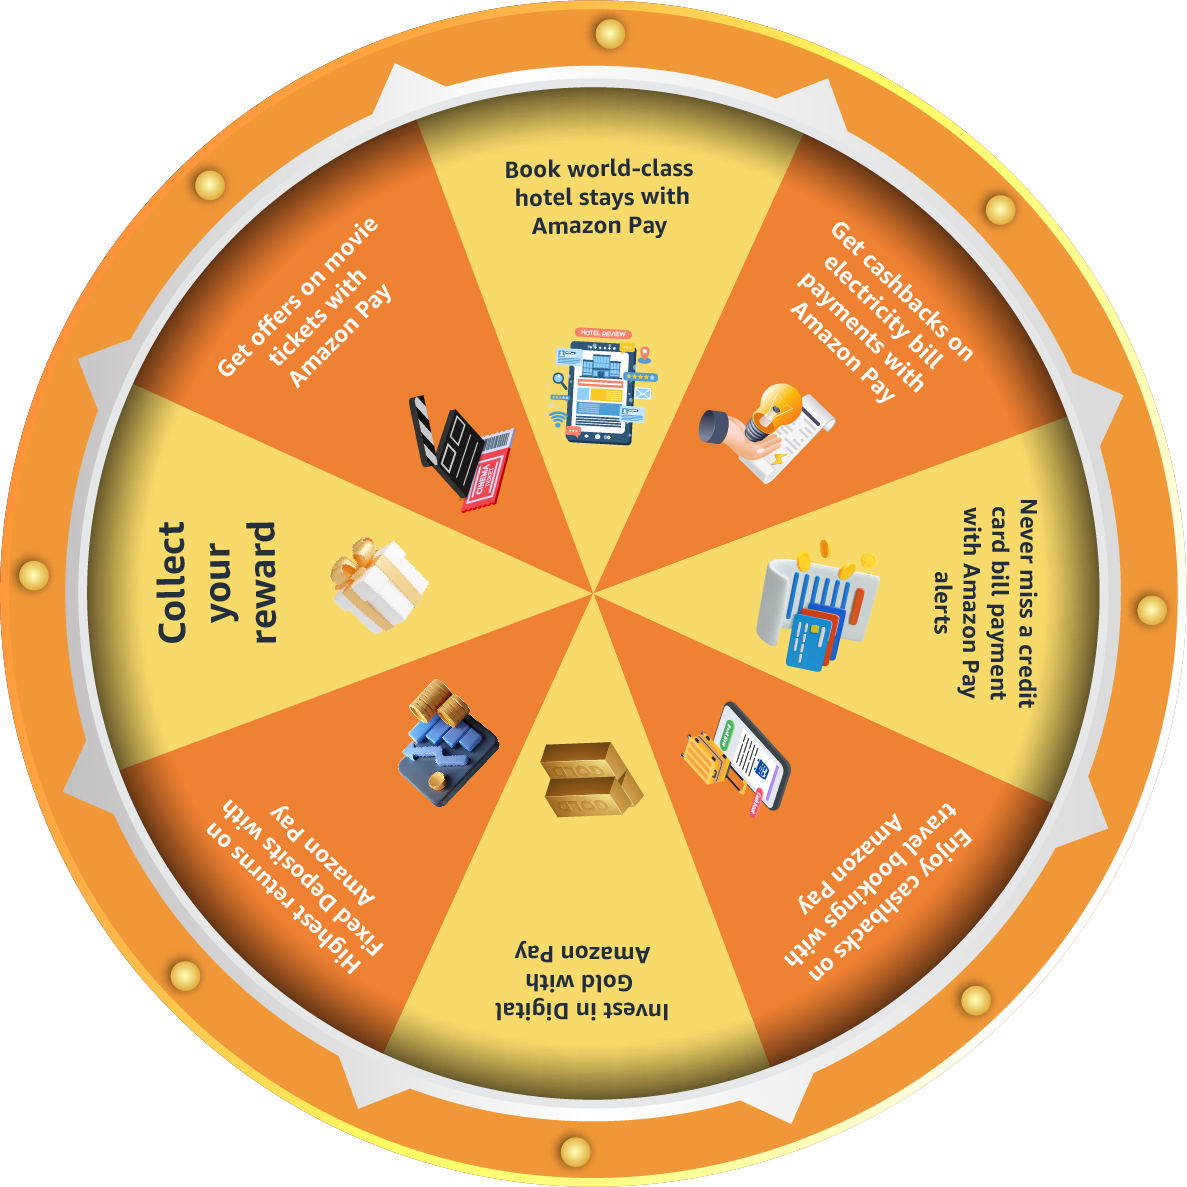 Book world-class
hotel stays with
Amazon Pay
HOTEL REVIEW
Get cashbacks on
electricity bill
payments with
Amazon Pay
Never miss a credit
card bill payment
with Amazon Pay
alerts
Enjoy cashbacks on
travel bookings with
Amazon Pay
Invest in Digital
Gold with
Amazon Pay
GOLD
GOLD
Highest returns on
Fixed Deposits with
Amazon Pay
Collect
your
reward
Get offers on movie
tickets with
Amazon Pay
CINEMA
TICKET